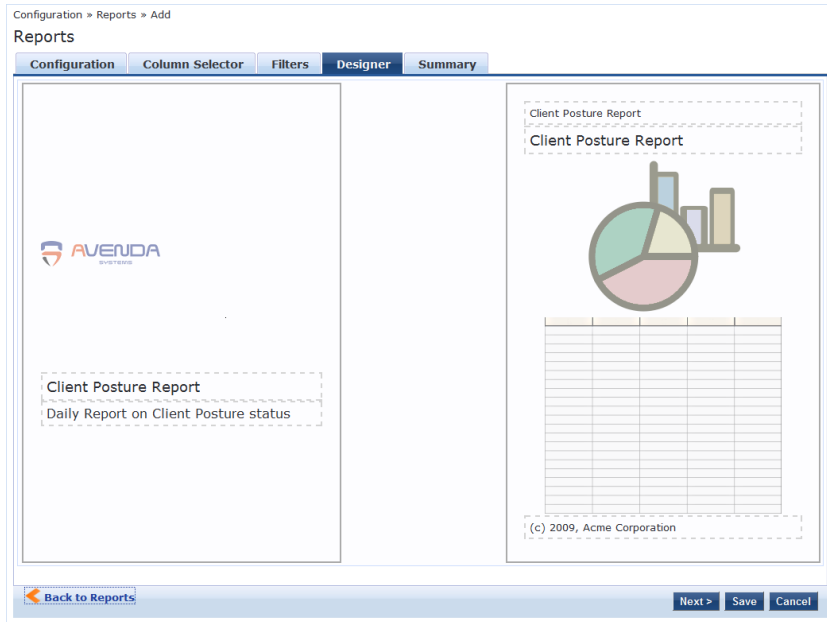 Configuration » Reports » Add
Reports
Configuration Column Selector Filters Designer Summary
AVENDA
SYSTEMS
Client Posture Report
Daily Report on Client Posture status
Client Posture Report
Client Posture Report
(c) 2009, Acme Corporation
Back to Reports
Next > Save Cancel